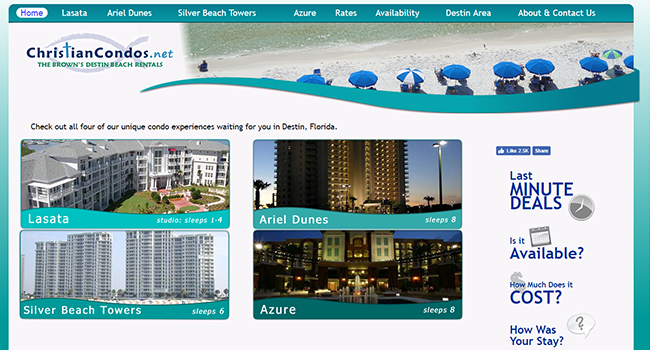 Home Lasata Ariel Dunes Silver Beach Towers Azure Rates Availability Destin Area About & Contact Us
ChristianCondos.net
THE BROWN'S DESTIN BEACH RENTALS
Check out all four of our unique condo experiences waiting for you in Destin, Florida.
Lasata studio: sleeps 1-4
Ariel Dunes sleeps 8
Silver Beach Towers sleeps 6
Azure sleeps 8
Like 2.5K Share
Last
MINUTE
DEALS
Is it
Available?
How Much Does it
COST?
How Was
Your Stay?